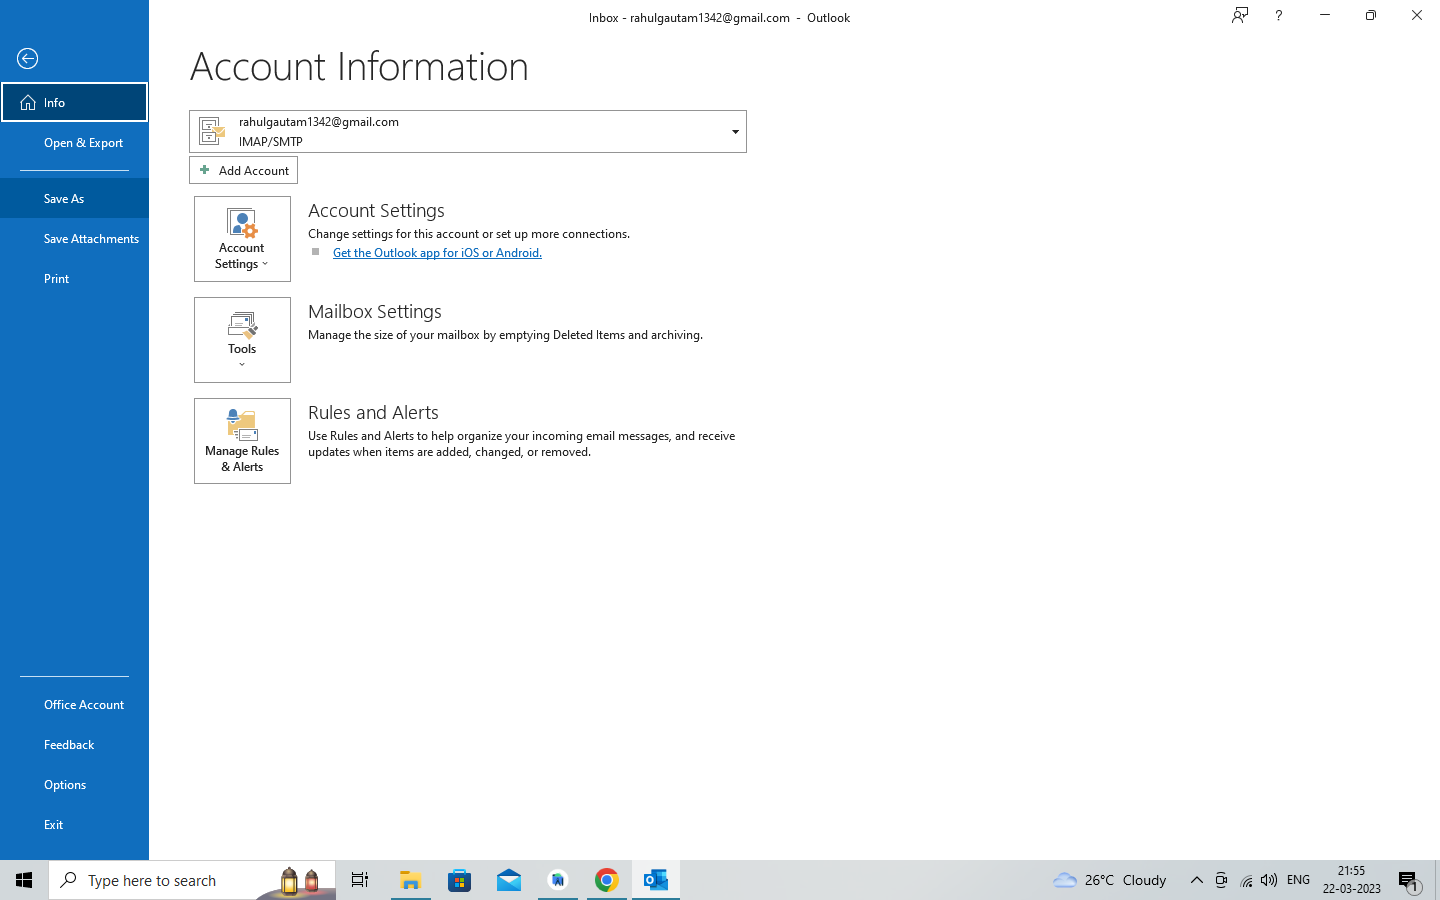 Inbox - rahulgautam1342@gmail.com - Outlook
?
Account Information
Info
Open & Export
Save As
Save Attachments
Print
rahulgautam1342@gmail.com
IMAP/SMTP
Add Account
Account
Settings
Account Settings
Change settings for this account or set up more connections.
Get the Outlook app for iOS or Android.
Tools
Mailbox Settings
Manage the size of your mailbox by emptying Deleted Items and archiving.
Manage Rules
& Alerts
Rules and Alerts
Use Rules and Alerts to help organize your incoming email messages, and receive
updates when items are added, changed, or removed.
Office Account
Feedback
Options
Exit
Type here to search
AI
26°C Cloudy
ENG
21:55
22-03-2023
1